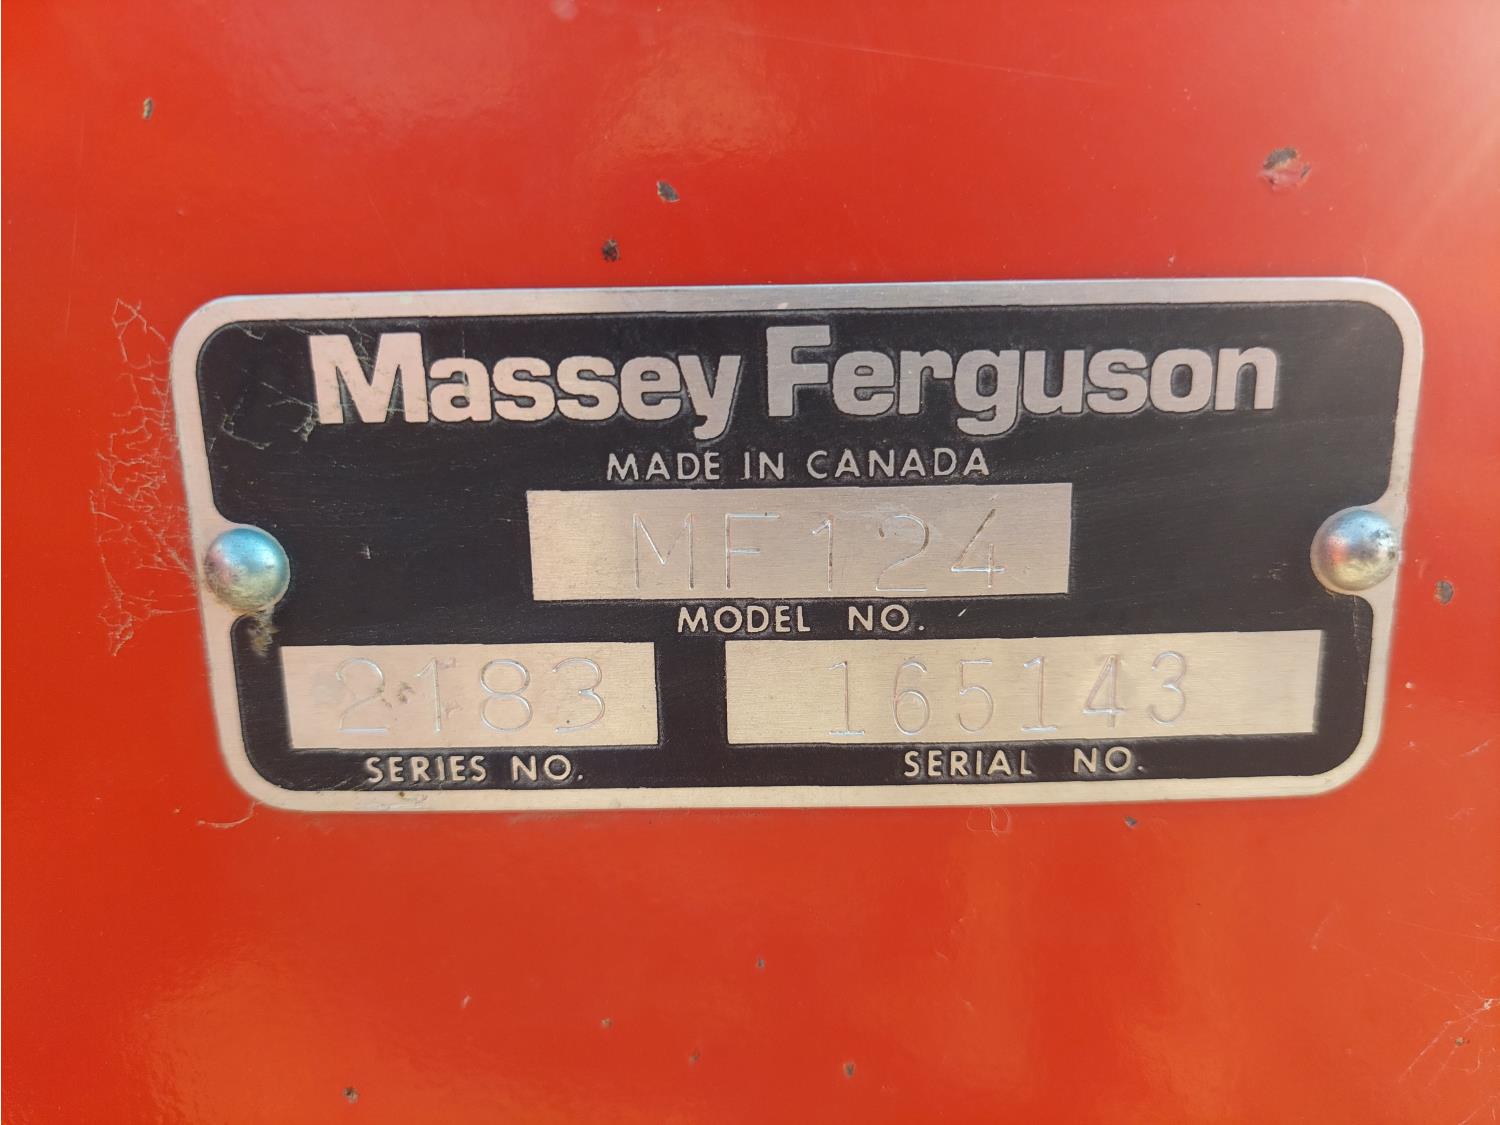 Massey Ferguson
MADE IN CANADA
MF124
MODEL NO.
2183 165143
SERIES NO. SERIAL NO.